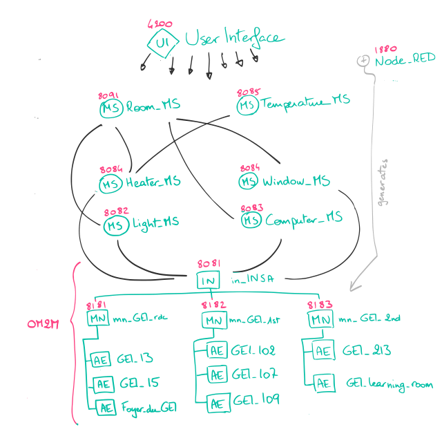 4200
UI User Interface
1880
Node_RED
8091
MS Room_MS
8085
MS Temperature_MS
generates
8086
MS Heater_MS
8084
MS Window_MS
8082
MS Light_MS
8083
MS Computer_MS
8081
IN in_INSA
OM2M
8181
MN mn_GEI_rdc
8182
MN mn_GEI_1st
8183
MN mn_GEI_2nd
AE GEI_13
AE GEI_102
AE GEI_213
AE GEI_15
AE GEI_107
AE GEI_learning_room
AE Foyer_du_GEI
AE GEI_109